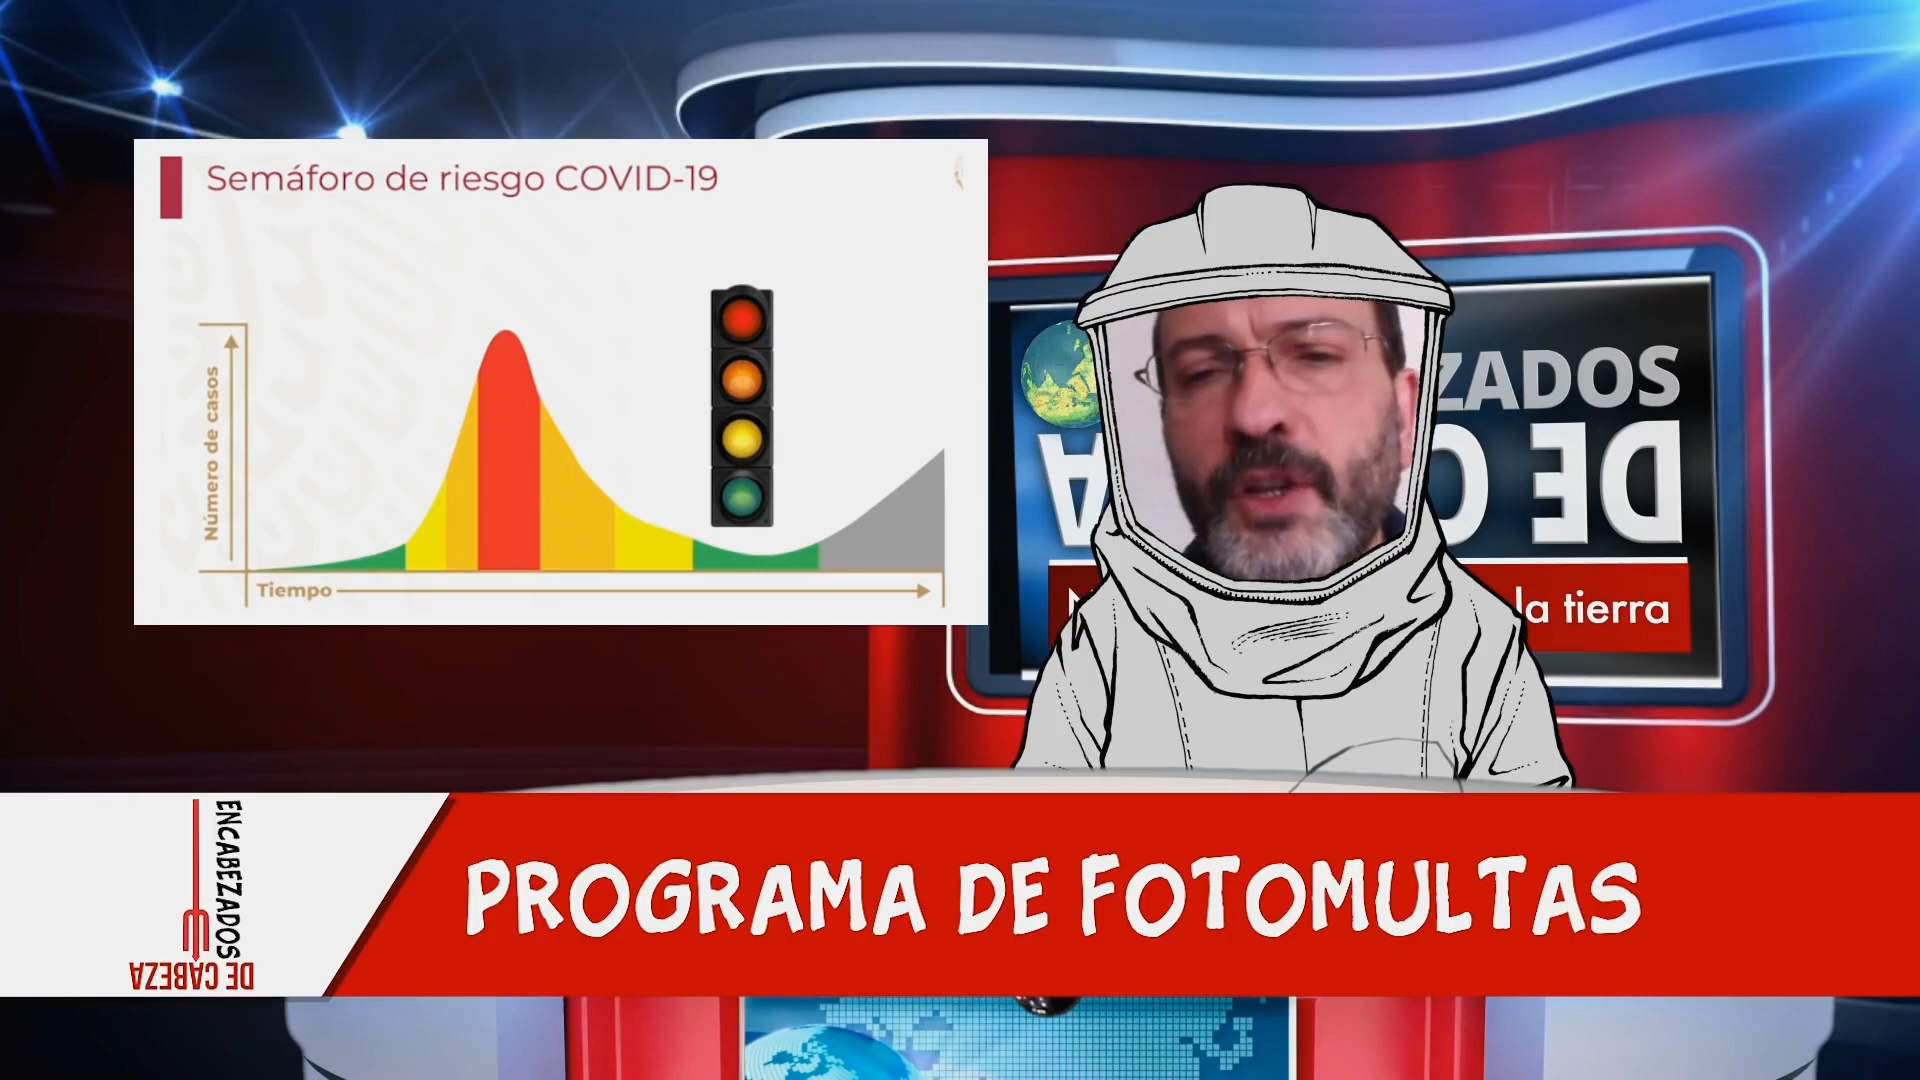 Semáforo de riesgo COVID-19
Número de casos
Tiempo
ZADOS
DE C
A
la tierra
ENCABEZADOS
DE CABEZA
PROGRAMA DE FOTOMULTAS